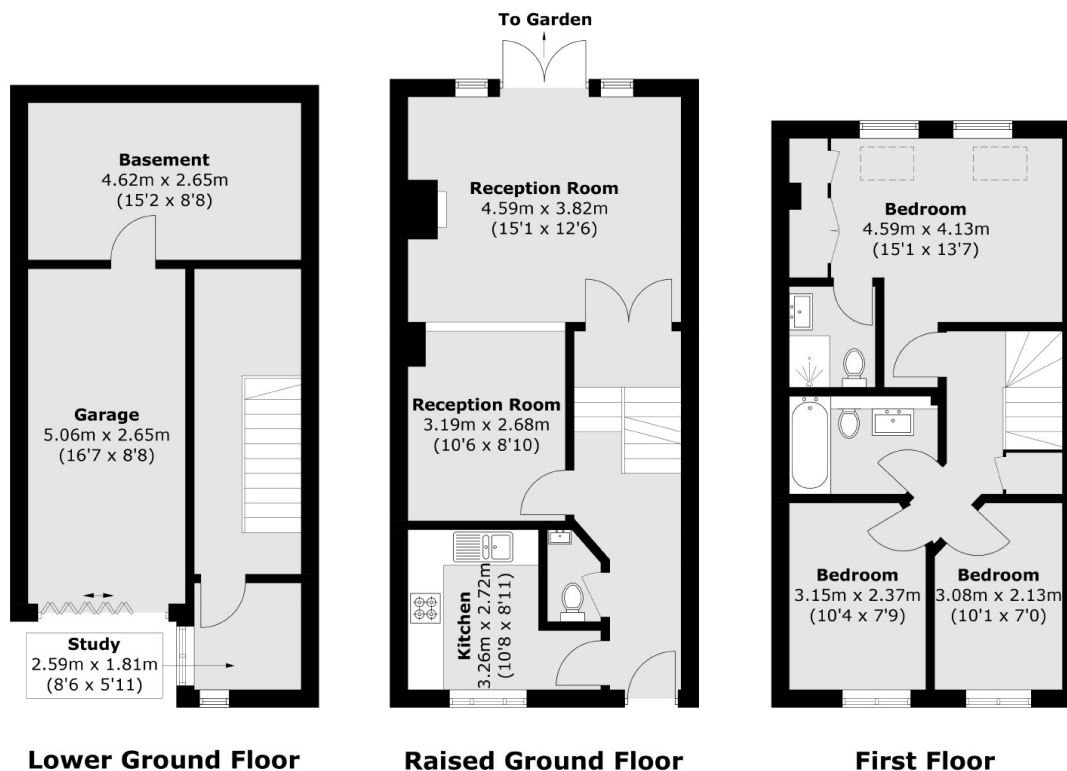 To Garden
Basement
4.62m x 2.65m
(15'2 x 8'8)
Garage
5.06m x 2.65m
(16'7 x 8'8)
Study
2.59m x 1.81m
(8'6 x 5'11)
Lower Ground Floor
Reception Room
4.59m x 3.82m
(15'1 x 12'6)
Reception Room
3.19m x 2.68m
(10'6 x 8'10)
Kitchen
3.26m x 2.72m
(10'8 x 8'11)
Raised Ground Floor
Bedroom
4.59m x 4.13m
(15'1 x 13'7)
Bedroom
3.15m x 2.37m
(10'4 x 7'9)
Bedroom
3.08m x 2.13m
(10'1 x 7'0)
First Floor